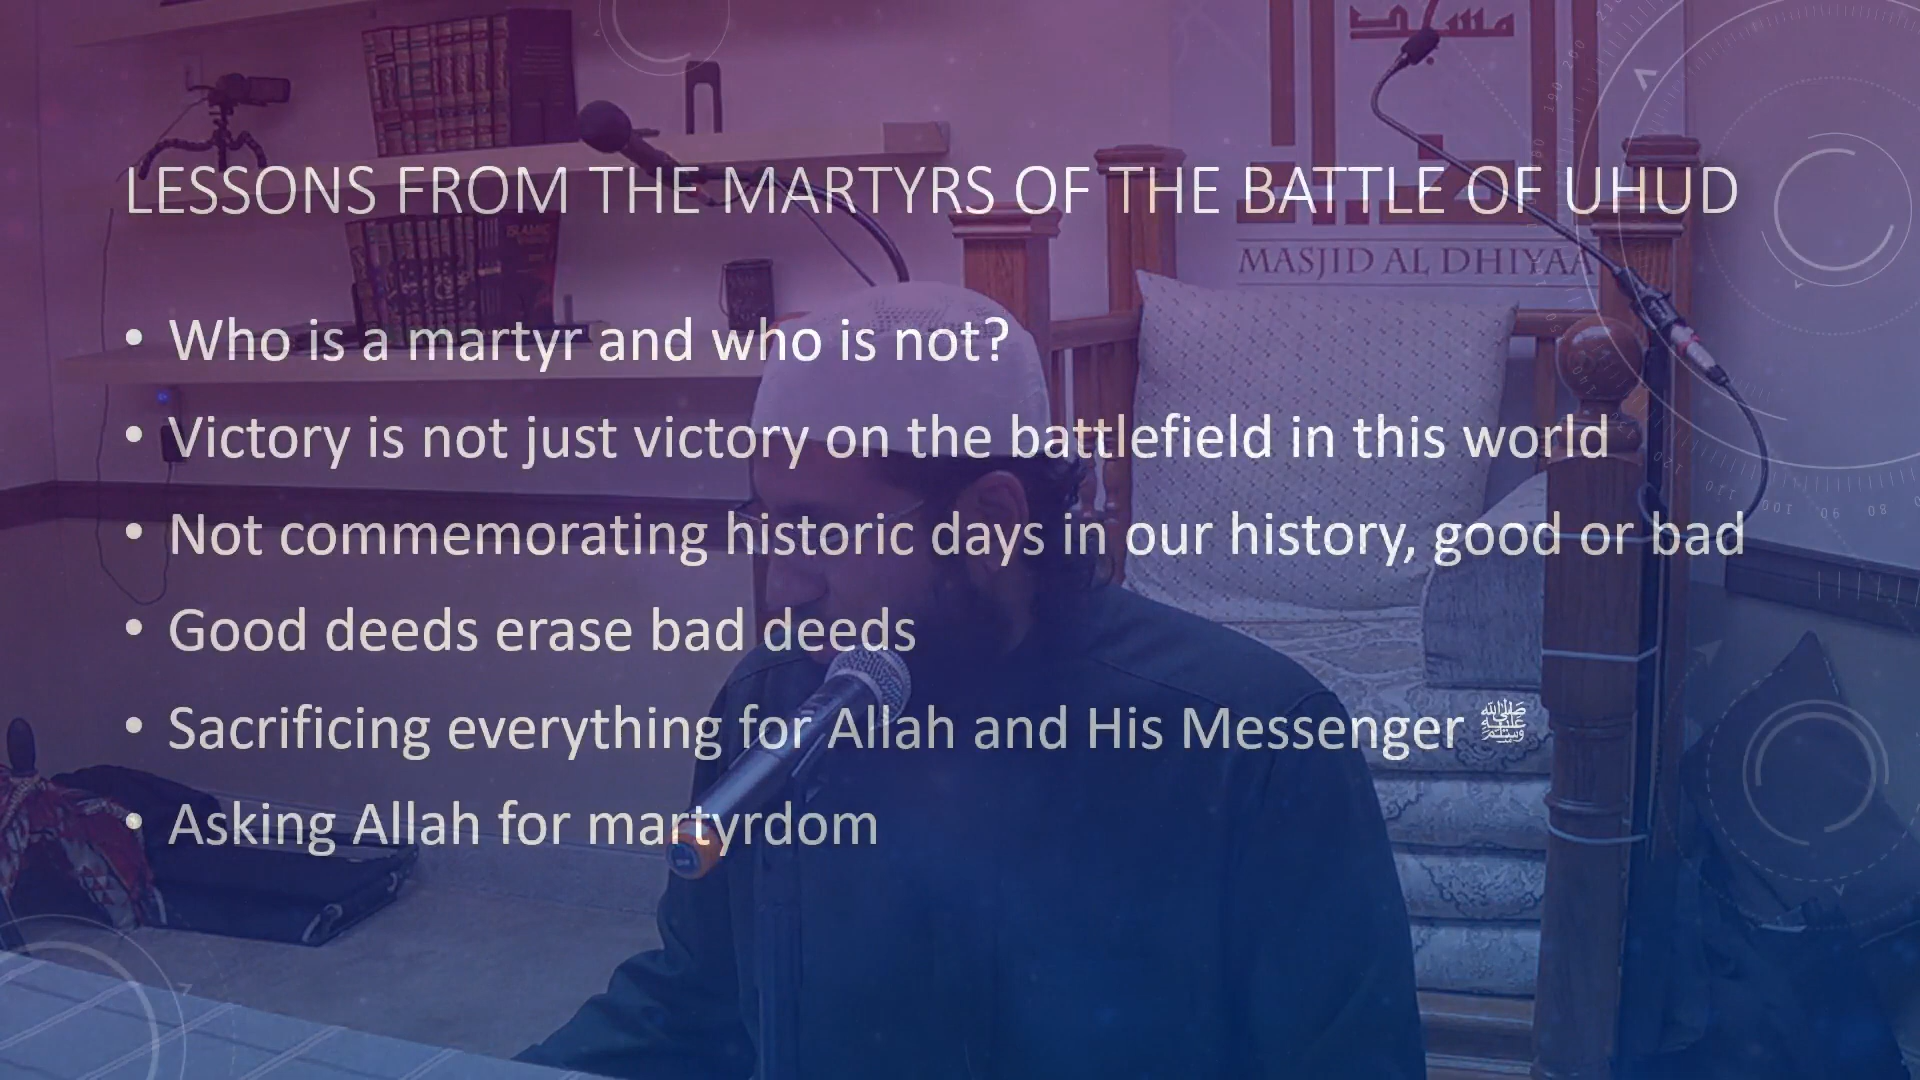 مسجد
MASJID AL DHIYAA
LESSONS FROM THE MARTYRS OF THE BATTLE OF UHUD
• Who is a martyr and who is not?
• Victory is not just victory on the battlefield in this world
• Not commemorating historic days in our history, good or bad
• Good deeds erase bad deeds
• Sacrificing everything for Allah and His Messenger ﷺ
• Asking Allah for martyrdom